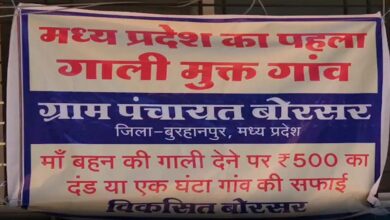 मध्य प्रदेश का पहला
गाली मुक्त गांव
ग्राम पंचायत बोरसर
जिला-बुरहानपुर, मध्य प्रदेश
माँ बहन की गाली देने पर ₹500 का
दंड या एक घंटा गांव की सफाई
विकसित बोरसर